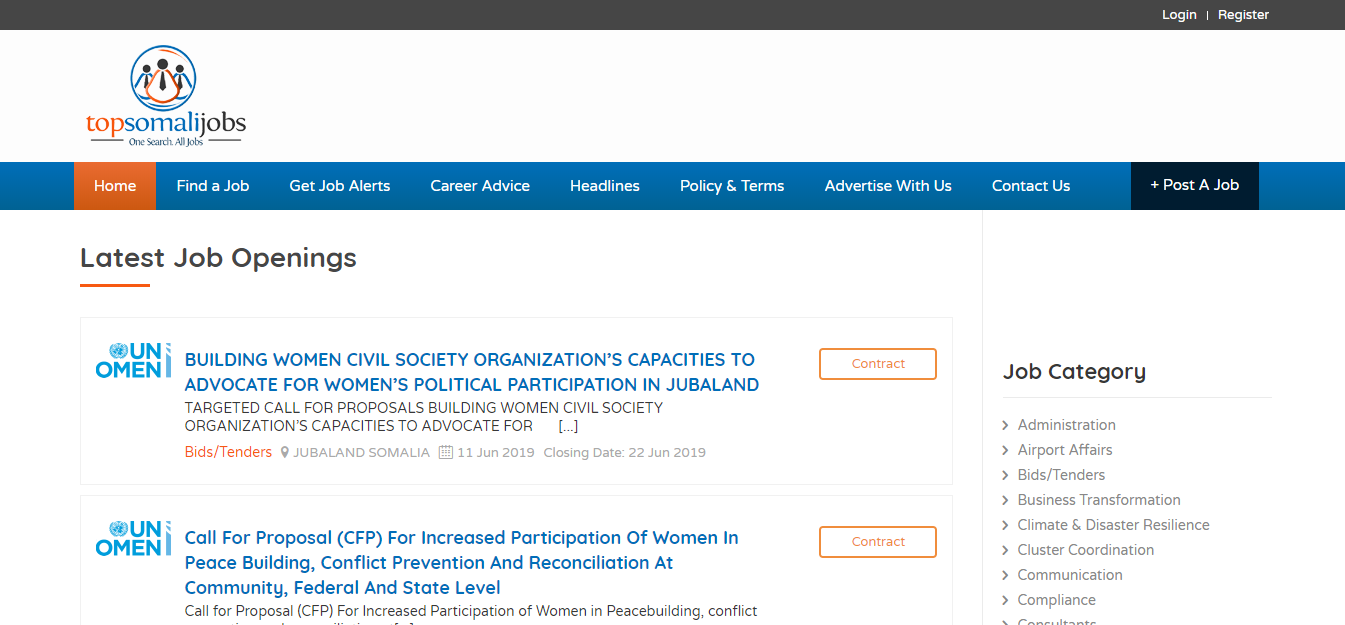 Login | Register
topsomalijobs
One Search. All Jobs
Home Find a Job Get Job Alerts Career Advice Headlines Policy & Terms Advertise With Us Contact Us + Post A Job
Latest Job Openings
UN
OMEN
BUILDING WOMEN CIVIL SOCIETY ORGANIZATION’S CAPACITIES TO
ADVOCATE FOR WOMEN’S POLITICAL PARTICIPATION IN JUBALAND
TARGETED CALL FOR PROPOSALS BUILDING WOMEN CIVIL SOCIETY
ORGANIZATION’S CAPACITIES TO ADVOCATE FOR [...]
Bids/Tenders JUBALAND SOMALIA 11 Jun 2019 Closing Date: 22 Jun 2019
Contract
UN
OMEN
Call For Proposal (CFP) For Increased Participation Of Women In
Peace Building, Conflict Prevention And Reconciliation At
Community, Federal And State Level
Call for Proposal (CFP) For Increased Participation of Women in Peacebuilding, conflict
Contract
Job Category
Administration
Airport Affairs
Bids/Tenders
Business Transformation
Climate & Disaster Resilience
Cluster Coordination
Communication
Compliance
Consultants